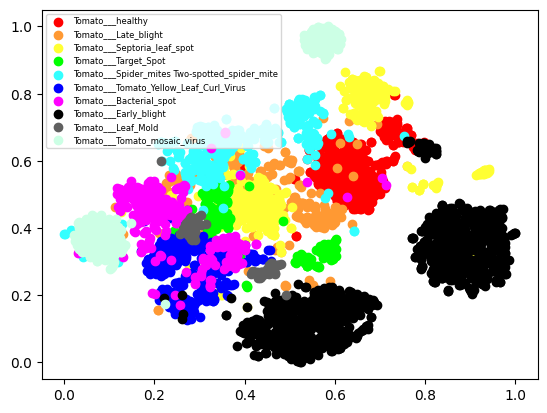 Tomato___healthy
Tomato___Late_blight
Tomato___Septoria_leaf_spot
Tomato___Target_Spot
Tomato___Spider_mites Two-spotted_spider_mite
Tomato___Tomato_Yellow_Leaf_Curl_Virus
Tomato___Bacterial_spot
Tomato___Early_blight
Tomato___Leaf_Mold
Tomato___Tomato_mosaic_virus
1.0
0.8
0.6
0.4
0.2
0.0
0.0 0.2 0.4 0.6 0.8 1.0